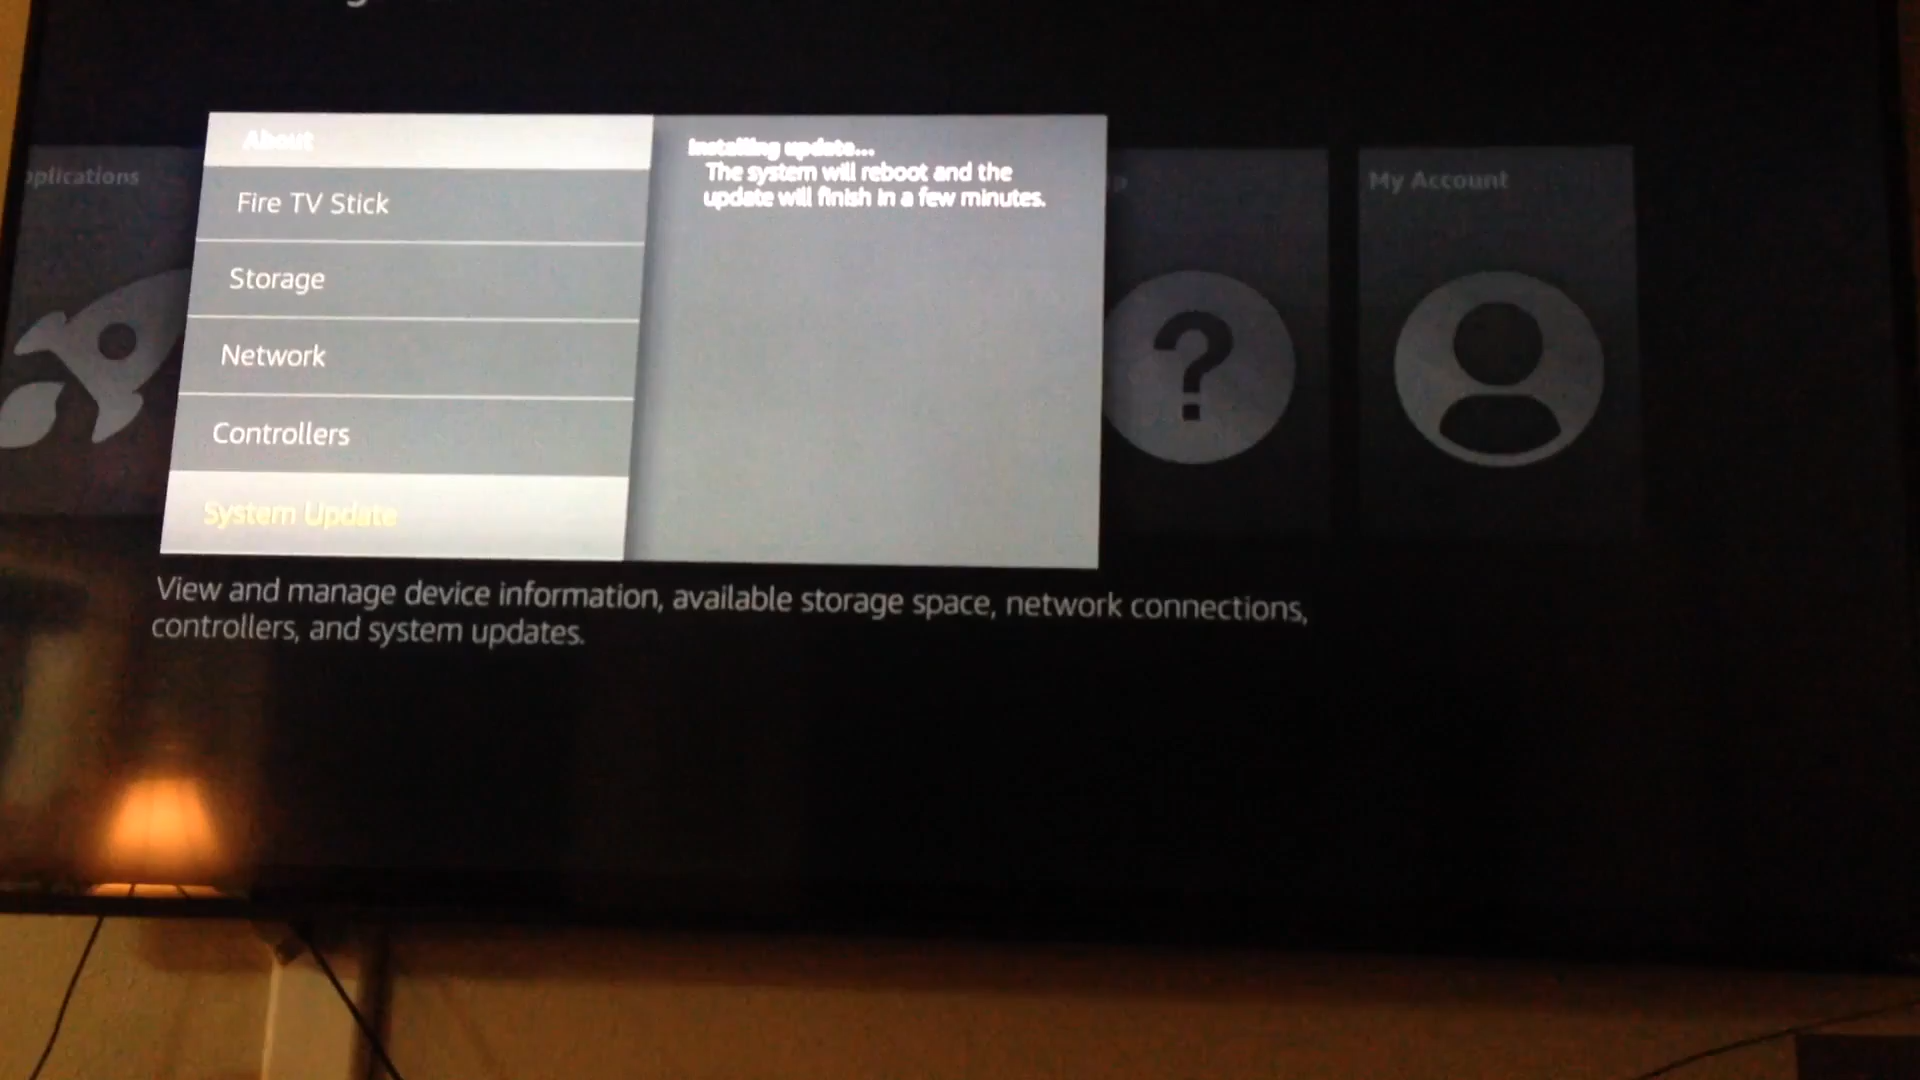 About
Fire TV Stick
Storage
Network
Controllers
System Update
Installing update...
The system will reboot and the
update will finish in a few minutes.
My Account
View and manage device information, available storage space, network connections,
controllers, and system updates.